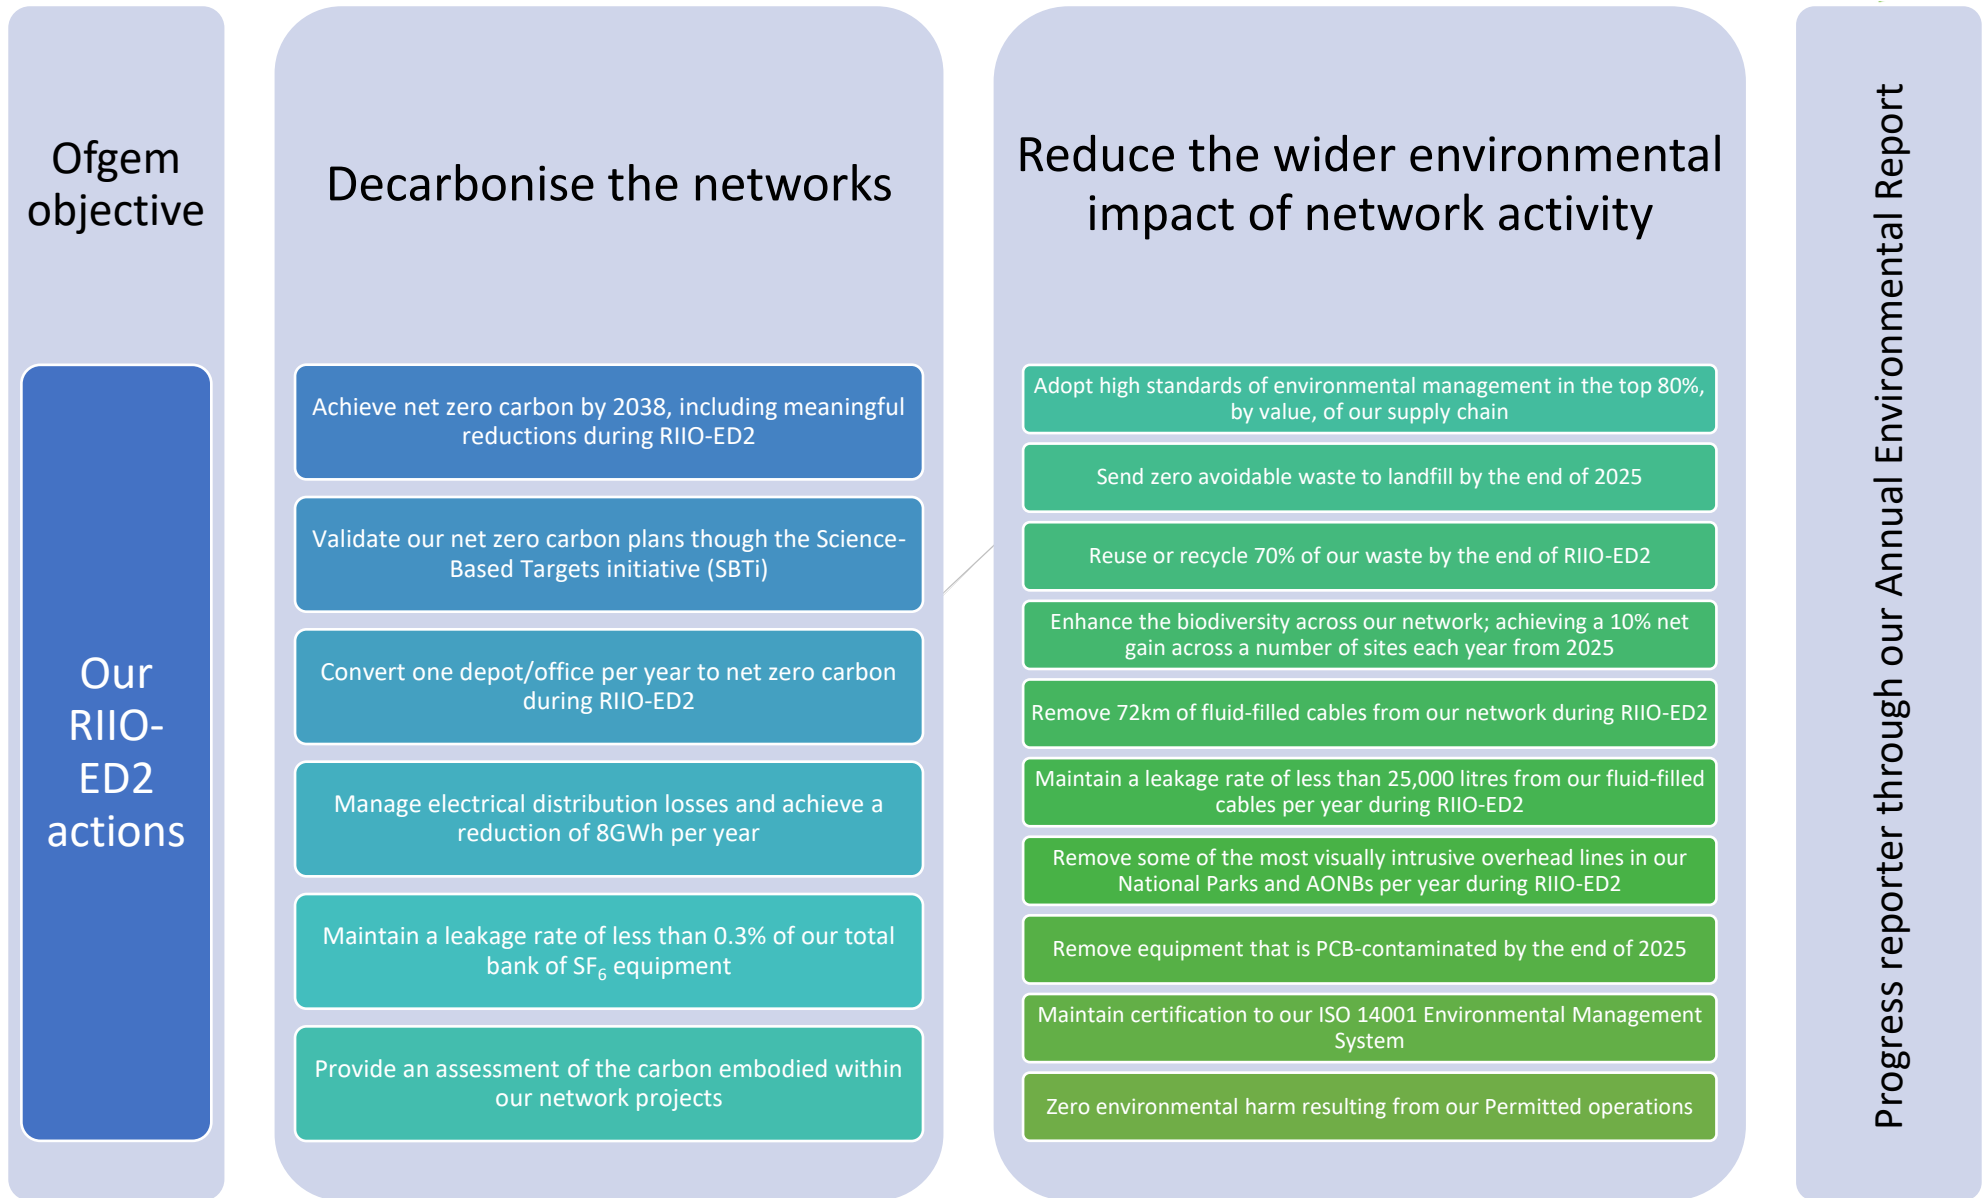 Ofgem
objective
Our
RIIO-
ED2
actions
Decarbonise the networks
Achieve net zero carbon by 2038, including meaningful
reductions during RIIO-ED2
Validate our net zero carbon plans though the Science-
Based Targets initiative (SBTi)
Convert one depot/office per year to net zero carbon
during RIIO-ED2
Manage electrical distribution losses and achieve a
reduction of 8GWh per year
Maintain a leakage rate of less than 0.3% of our total
bank of SF₆ equipment
Provide an assessment of the carbon embodied within
our network projects
Reduce the wider environmental
impact of network activity
Adopt high standards of environmental management in the top 80%,
by value, of our supply chain
Send zero avoidable waste to landfill by the end of 2025
Reuse or recycle 70% of our waste by the end of RIIO-ED2
Enhance the biodiversity across our network; achieving a 10% net
gain across a number of sites each year from 2025
Remove 72km of fluid-filled cables from our network during RIIO-ED2
Maintain a leakage rate of less than 25,000 litres from our fluid-filled
cables per year during RIIO-ED2
Remove some of the most visually intrusive overhead lines in our
National Parks and AONBs per year during RIIO-ED2
Remove equipment that is PCB-contaminated by the end of 2025
Maintain certification to our ISO 14001 Environmental Management
System
Zero environmental harm resulting from our Permitted operations
Progress reporter through our Annual Environmental Report